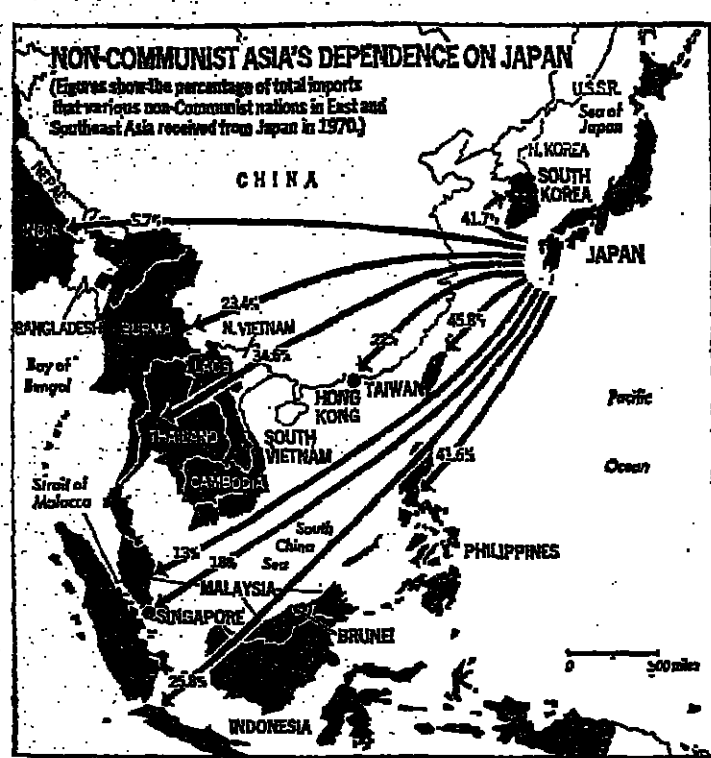 NON-COMMUNIST ASIA'S DEPENDENCE ON JAPAN
(Figures show the percentage of total imports
that various non-Communist nations in East and
Southeast Asia received from Japan in 1970.)
U.S.S.R.
Sea of
Japan
N. KOREA
SOUTH
KOREA
CHINA
NEPAL
41.7%
INDIA
5.7%
JAPAN
23.4%
BANGLADESH
BURMA
N. VIETNAM
45.8%
22%
34.6%
Bay of
Bengal
LAOS
TAIWAN
HONG
KONG
Pacific
Ocean
THAILAND
SOUTH
VIETNAM
41.6%
CAMBODIA
Strait of
Malacca
South
China
Sea
13%
18%
PHILIPPINES
MALAYSIA
SINGAPORE
BRUNEI
0
miles
INDONESIA